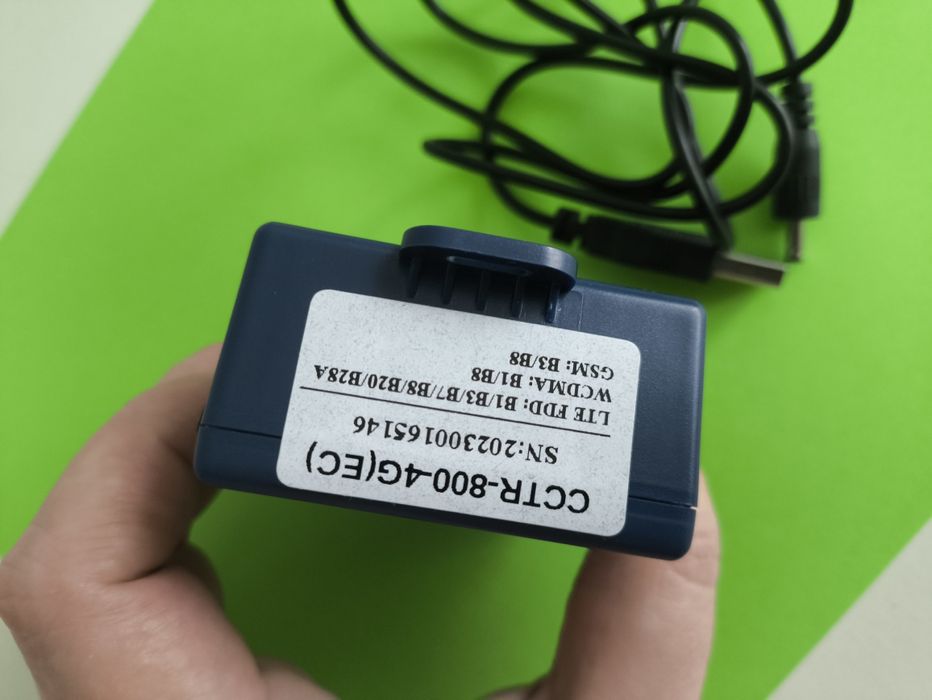 CCTR-800-4G(EC)
SN:202300165146
LTE FDD: B1/B3/B7/B8/B20/B28A
WCDMA: B1/B8
GSM: B3/B8